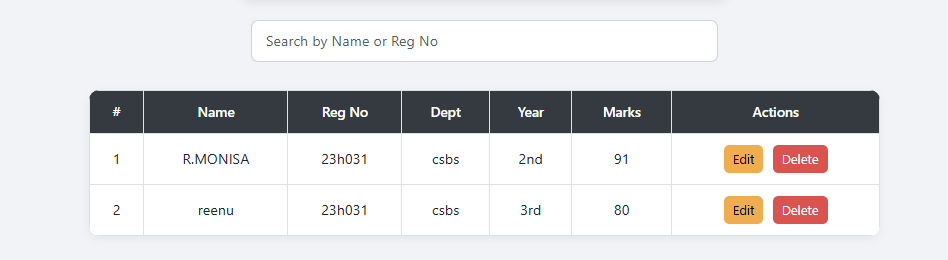 Search by Name or Reg No
# Name Reg No Dept Year Marks Actions
1 R.MONISA 23h031 csbs 2nd 91 Edit Delete
2 reenu 23h031 csbs 3rd 80 Edit Delete